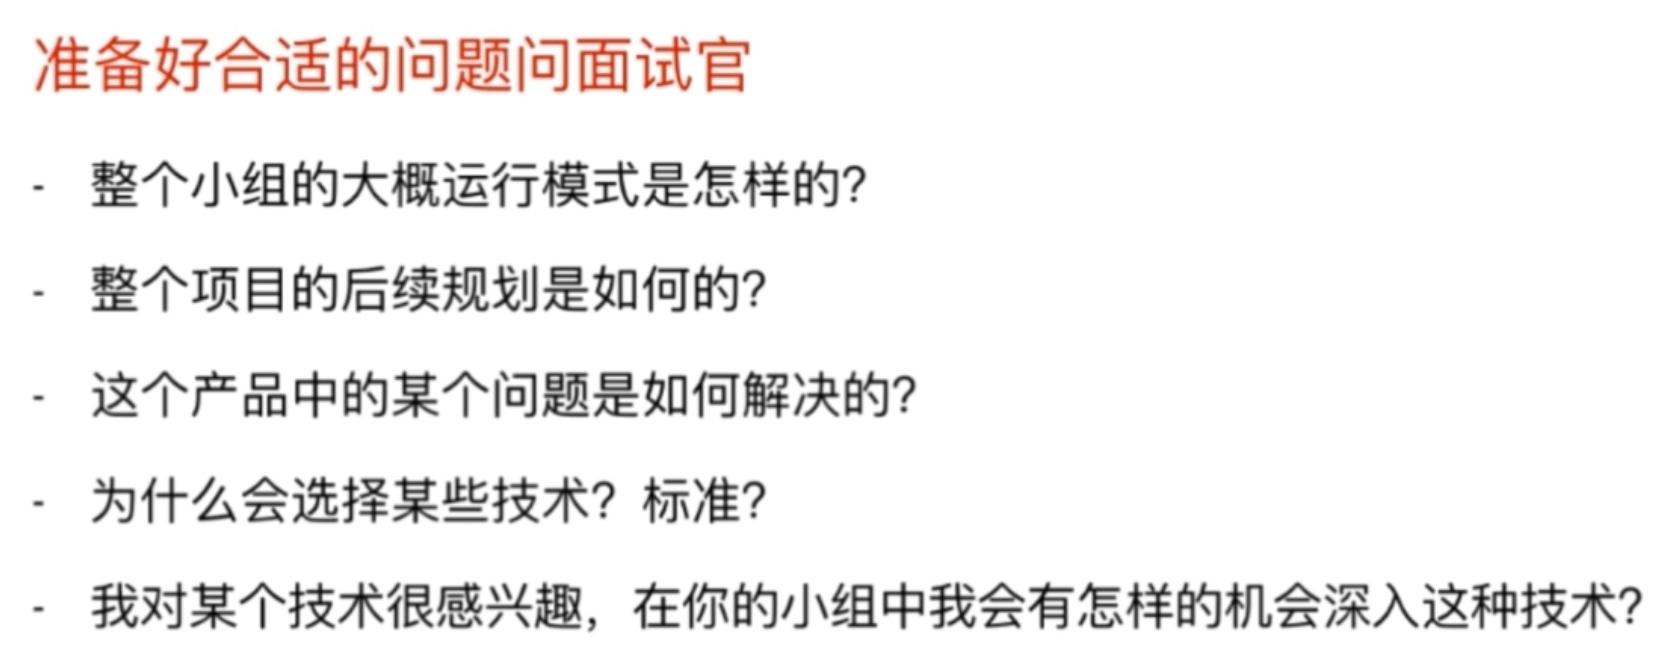 准备好合适的问题问面试官
- 整个小组的大概运行模式是怎样的?
- 整个项目的后续规划是如何的?
- 这个产品中的某个问题是如何解决的?
- 为什么会选择某些技术? 标准?
- 我对某个技术很感兴趣，在你的小组中我会有怎样的机会深入这种技术?